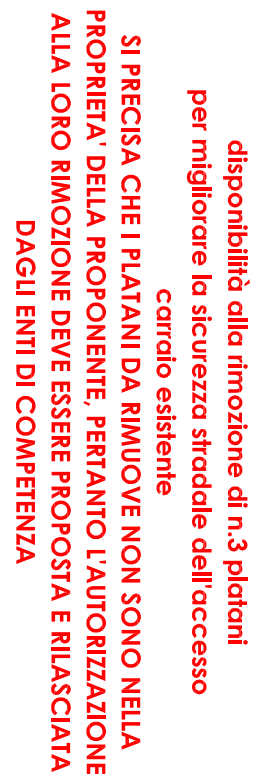 disponibilità alla rimozione di n.3 platani
per migliorare la sicurezza stradale dell'accesso
carraio esistente
SI PRECISA CHE I PLATANI DA RIMUOVE NON SONO NELLA
PROPRIETA' DELLA PROPONENTE, PERTANTO L'AUTORIZZAZIONE
ALLA LORO RIMOZIONE DEVE ESSERE PROPOSTA E RILASCIATA
DAGLI ENTI DI COMPETENZA